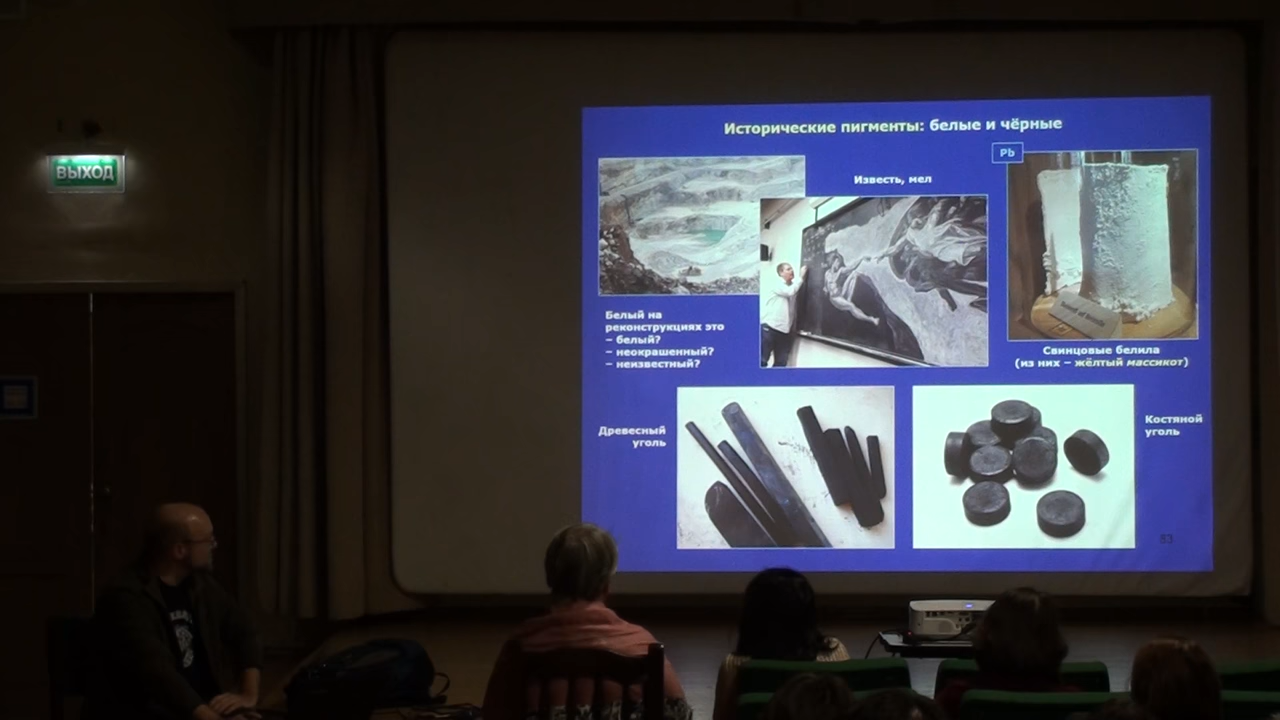 ВЫХОД
Исторические пигменты: белые и чёрные
Pb
Известь, мел
Белый на
реконструкциях это
– белый?
– неокрашенный?
– неизвестный?
Свинцовые белила
(из них – жёлтый массикот)
Древесный
уголь
Костяной
уголь
53